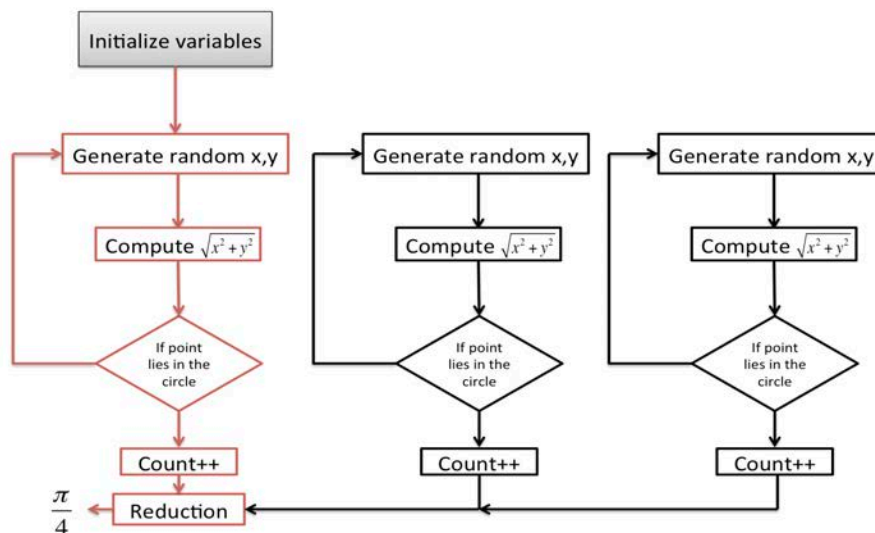 Initialize variables
Generate random x,y
Compute √x² + y²
If point
lies in the
circle
Count++
Reduction
π
4
Generate random x,y
Compute √x² + y²
If point
lies in the
circle
Count++
Generate random x,y
Compute √x² + y²
If point
lies in the
circle
Count++